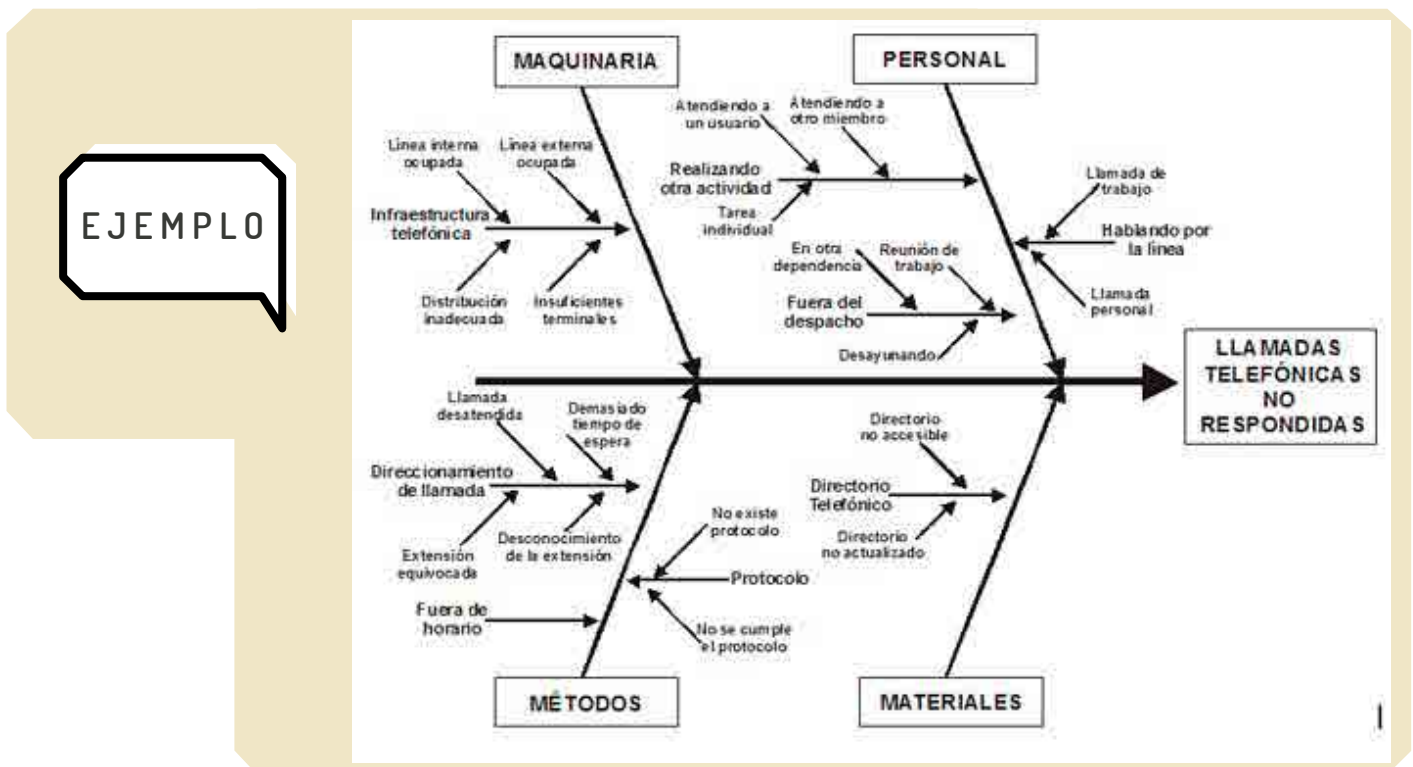 EJEMPLO
MAQUINARIA
Línea interna
ocupada
Línea externa
ocupada
Infraestructura
telefónica
Distribución
inadecuada
Insuficientes
terminales
PERSONAL
Atendiendo a
un usuario
Atendiendo a
otro miembro
Realizando
otra actividad
Tarea
individual
Llamada de
trabajo
Hablando por
la linea
Llamada
personal
En otra
dependencia
Reunión de
trabajo
Fuera del
despacho
Desayunando
LLAMADAS
TELEFÓNICAS
NO
RESPONDIDAS
Llamada
desatendida
Demasiado
tiempo de
espera
Direccionamiento
de llamada
Extensión
equivocada
Desconocimiento
de la extensión
No existe
protocolo
Protocolo
No se cumple
el protocolo
Fuera de
horario
MÉTODOS
Directorio
no accesible
Directorio
Telefónico
Directorio
no actualizado
MATERIALES